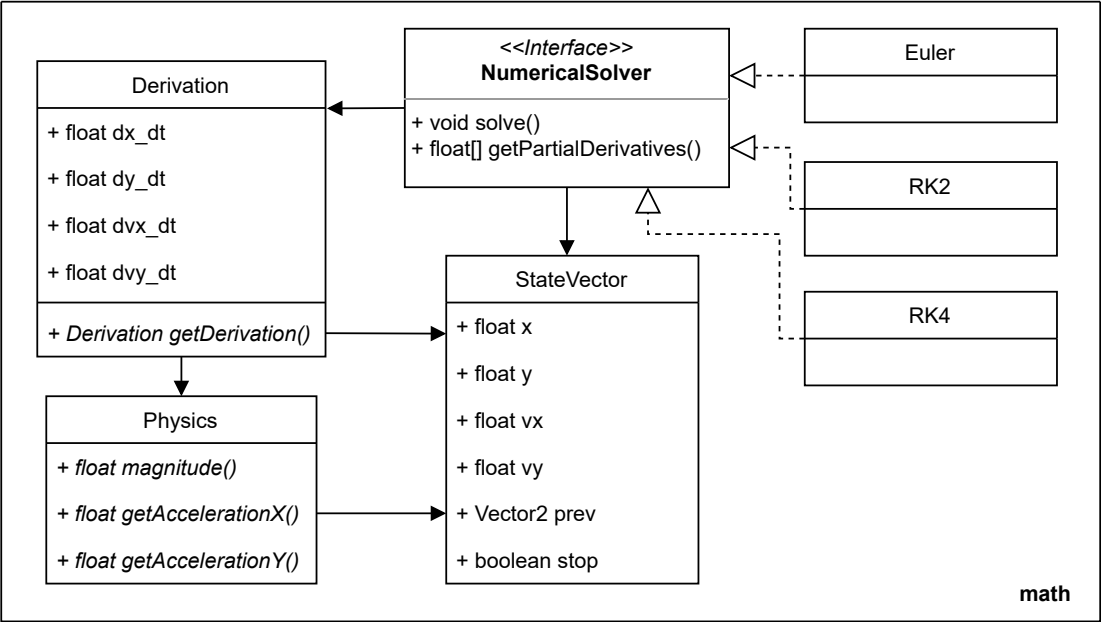 Derivation
+ float dx_dt
+ float dy_dt
+ float dvx_dt
+ float dvy_dt
+ Derivation getDerivation()
<<Interface>>
NumericalSolver
+ void solve()
+ float[] getPartialDerivatives()
Euler
RK2
RK4
Physics
+ float magnitude()
+ float getAccelerationX()
+ float getAccelerationY()
StateVector
+ float x
+ float y
+ float vx
+ float vy
+ Vector2 prev
+ boolean stop
math